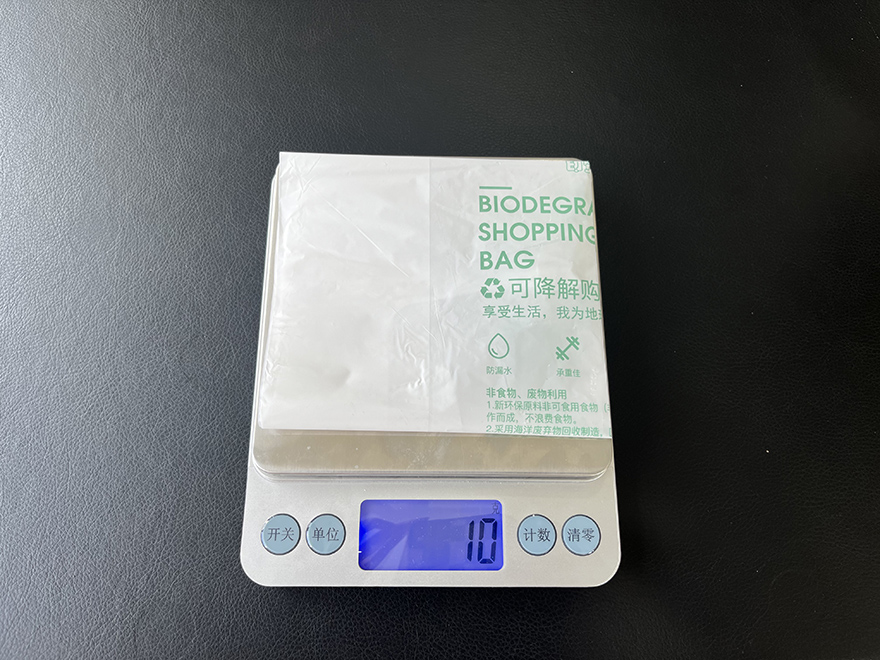 BIODEGRA
SHOPPING
BAG
可降解购
享受生活，我为地
防漏水
承重佳
非食物、废物利用
1.新环保原料非可食用食物
作而成，不浪费食物。
2.采用海洋废弃物回收制造
g
10
开关
单位
计数
清零